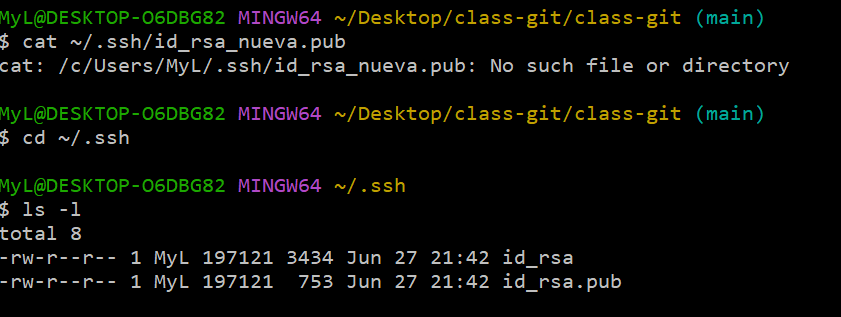 MyL@DESKTOP-O6DBG82 MINGW64 ~/Desktop/class-git/class-git (main)
$ cat ~/.ssh/id_rsa_nueva.pub
cat: /c/Users/MyL/.ssh/id_rsa_nueva.pub: No such file or directory
MyL@DESKTOP-O6DBG82 MINGW64 ~/Desktop/class-git/class-git (main)
$ cd ~/.ssh
MyL@DESKTOP-O6DBG82 MINGW64 ~/.ssh
$ ls -l
total 8
-rw-r--r-- 1 MyL 197121 3434 Jun 27 21:42 id_rsa
-rw-r--r-- 1 MyL 197121  753 Jun 27 21:42 id_rsa.pub